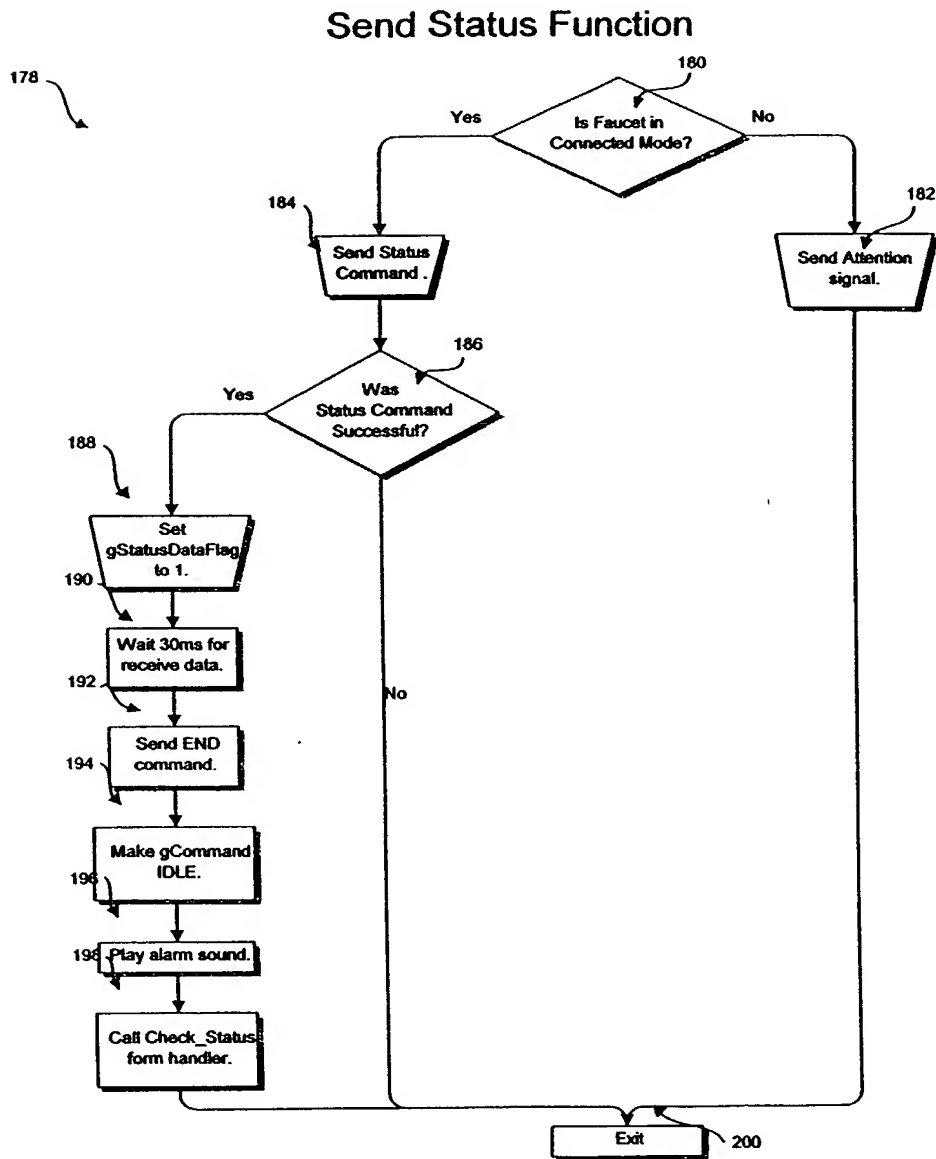 Send Status Function
178
180
Yes
Is Faucet in
Connected Mode?
No
184
Send Status
Command .
182
Send Attention
signal.
186
Yes
Was
Status Command
Successful?
188
Set
gStatusDataFlag
to 1.
190
Wait 30ms for
receive data.
192
No
Send END
command.
194
Make gCommand
IDLE.
196
Play alarm sound.
198
Call Check_Status
form handler.
Exit
200